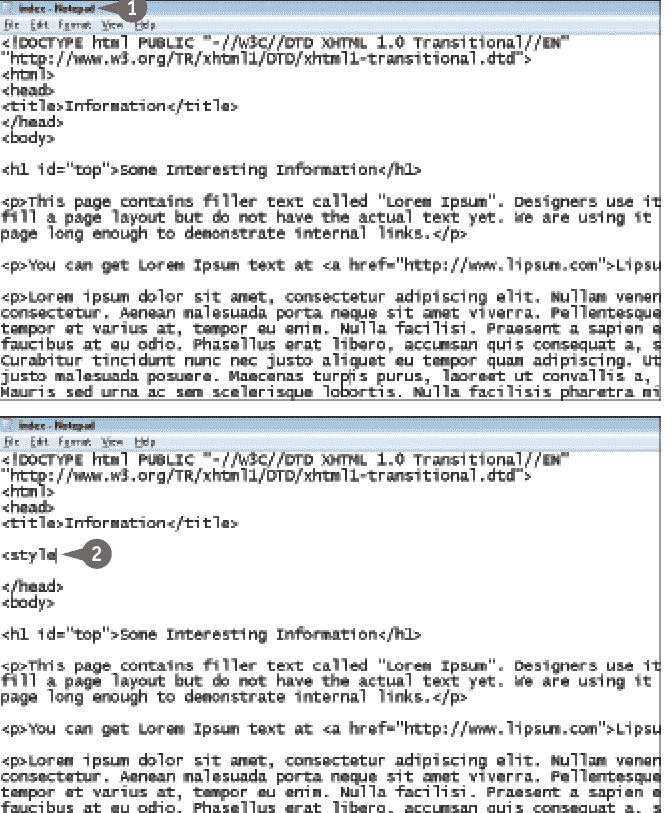 index - Notepad
1
File Edit Format View Help
<!DOCTYPE html PUBLIC "-//W3C//DTD XHTML 1.0 Transitional//EN"
"http://www.w3.org/TR/xhtml1/DTD/xhtml1-transitional.dtd">
<html>
<head>
<title>Information</title>
</head>
<body>
<h1 id="top">Some Interesting Information</h1>
<p>This page contains filler text called "Lorem Ipsum". Designers use it
fill a page layout but do not have the actual text yet. We are using it
page long enough to demonstrate internal links.</p>
<p>You can get Lorem Ipsum text at <a href="http://www.lipsum.com">Lipsu
<p>Lorem ipsum dolor sit amet, consectetur adipiscing elit. Nullam venen
consectetur. Aenean malesuada porta neque sit amet viverra. Pellentesque
tempor et varius at, tempor eu enim. Nulla facilisi. Praesent a sapien e
faucibus at eu odio. Phasellus erat libero, accumsan quis consequat a, s
Curabitur tincidunt nunc nec justo aliquet eu tempor quam adipiscing. Ut
justo malesuada posuere. Maecenas turpis purus, laoreet ut convallis a,
Mauris sed urna ac sem scelerisque lobortis. Nulla facilisis pharetra mi
index - Notepad
File Edit Format View Help
<!DOCTYPE html PUBLIC "-//W3C//DTD XHTML 1.0 Transitional//EN"
"http://www.w3.org/TR/xhtml1/DTD/xhtml1-transitional.dtd">
<html>
<head>
<title>Information</title>
<style
2
</head>
<body>
<h1 id="top">Some Interesting Information</h1>
<p>This page contains filler text called "Lorem Ipsum". Designers use it
fill a page layout but do not have the actual text yet. We are using it
page long enough to demonstrate internal links.</p>
<p>You can get Lorem Ipsum text at <a href="http://www.lipsum.com">Lipsu
<p>Lorem ipsum dolor sit amet, consectetur adipiscing elit. Nullam venen
consectetur. Aenean malesuada porta neque sit amet viverra. Pellentesque
tempor et varius at, tempor eu enim. Nulla facilisi. Praesent a sapien e
faucibus at eu odio. Phasellus erat libero, accumsan quis consequat a, s